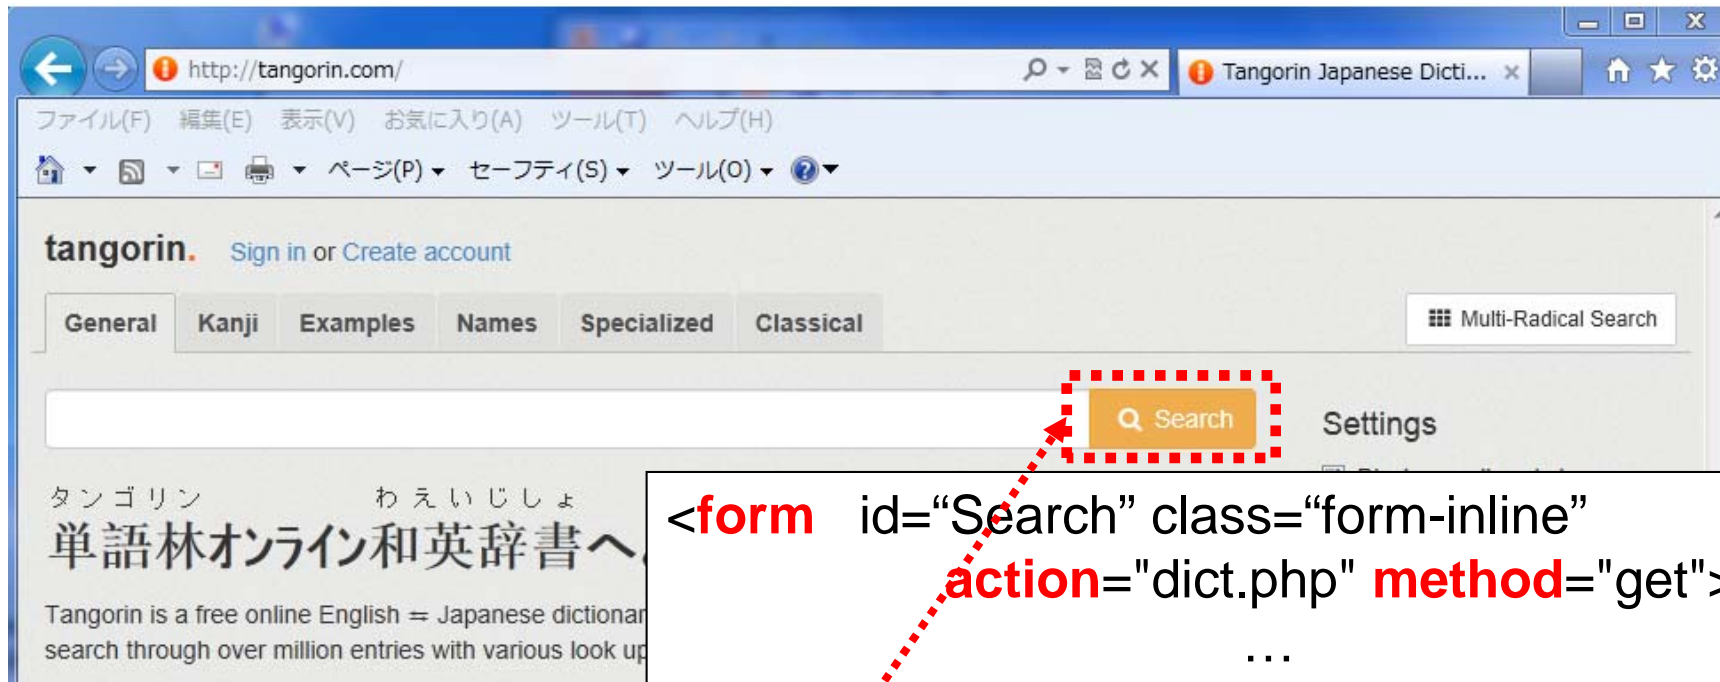 http://tangorin.com/
Tangorin Japanese Dicti...
ファイル(F) 編集(E) 表示(V) お気に入り(A) ツール(T) ヘルプ(H)
ページ(P) セーフティ(S) ツール(O)
tangorin. Sign in or Create account
General Kanji Examples Names Specialized Classical
Multi-Radical Search
Search
Settings
タンゴリン わえいじしょ
単語林オンライン和英辞書へ
<form id=“Search” class=“form-inline”
action="dict.php" method="get">
…
Tangorin is a free online English ⇋ Japanese dictionar
search through over million entries with various look up